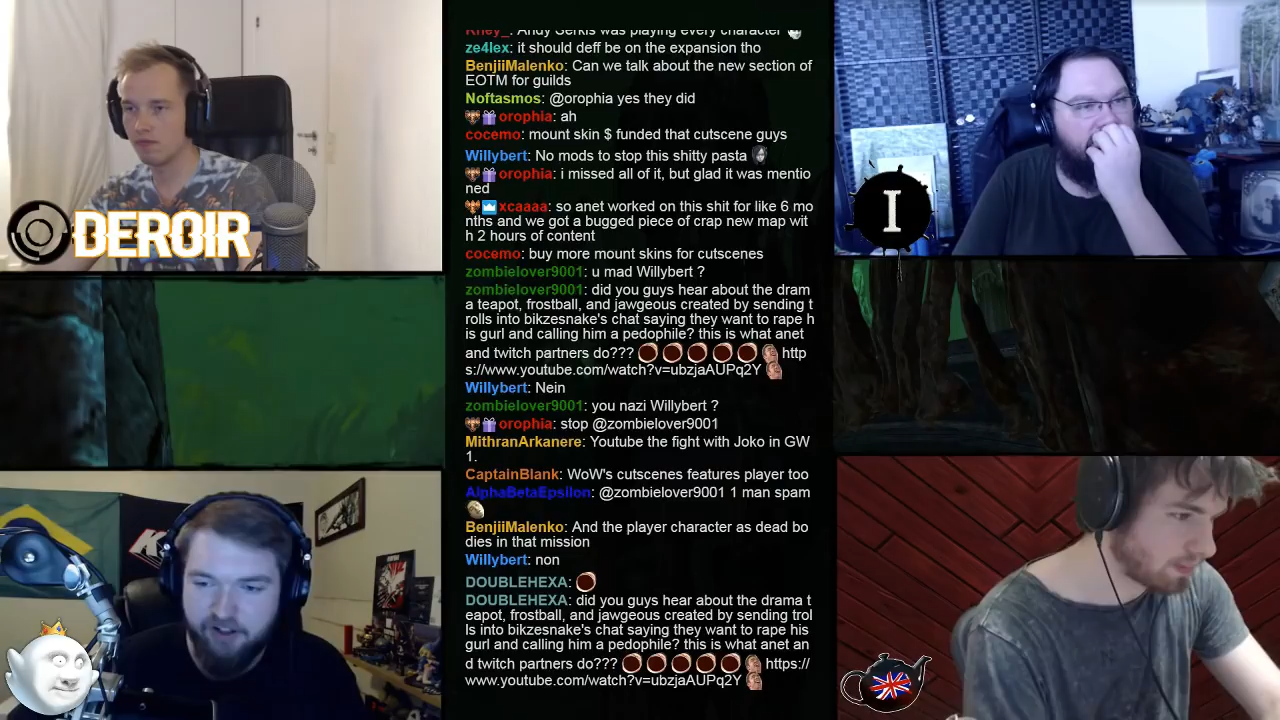 Rhey_: Andy Serkis was playing every character
ze4lex: it should deff be on the expansion tho
BenjiiMalenko: Can we talk about the new section of
EOTM for guilds
Noftasmos: @orophia yes they did
orophia: ah
cocemo: mount skin $ funded that cutscene guys
Willybert: No mods to stop this shitty pasta
orophia: i missed all of it, but glad it was mentio
ned
xcaaaa: so anet worked on this shit for like 6 mo
nths and we got a bugged piece of crap new map wit
h 2 hours of content
cocemo: buy more mount skins for cutscenes
zombielover9001: u mad Willybert ?
zombielover9001: did you guys hear about the dram
a teapot, frostball, and jawgeous created by sending t
rolls into bikzesnake's chat saying they want to rape h
is gurl and calling him a pedophile? this is what anet
and twitch partners do??? http
s://www.youtube.com/watch?v=ubzjaAUPq2Y
Willybert: Nein
zombielover9001: you nazi Willybert ?
orophia: stop @zombielover9001
MithranArkanere: Youtube the fight with Joko in GW
1.
CaptainBlank: WoW's cutscenes features player too
AlphaBetaEpsilon: @zombielover9001 1 man spam
BenjiiMalenko: And the player character as dead bo
dies in that mission
Willybert: non
DOUBLEHEXA:
DOUBLEHEXA: did you guys hear about the drama t
eapot, frostball, and jawgeous created by sending trol
ls into bikzesnake's chat saying they want to rape his
gurl and calling him a pedophile? this is what anet an
d twitch partners do??? https://
www.youtube.com/watch?v=ubzjaAUPq2Y
DEROIR
I